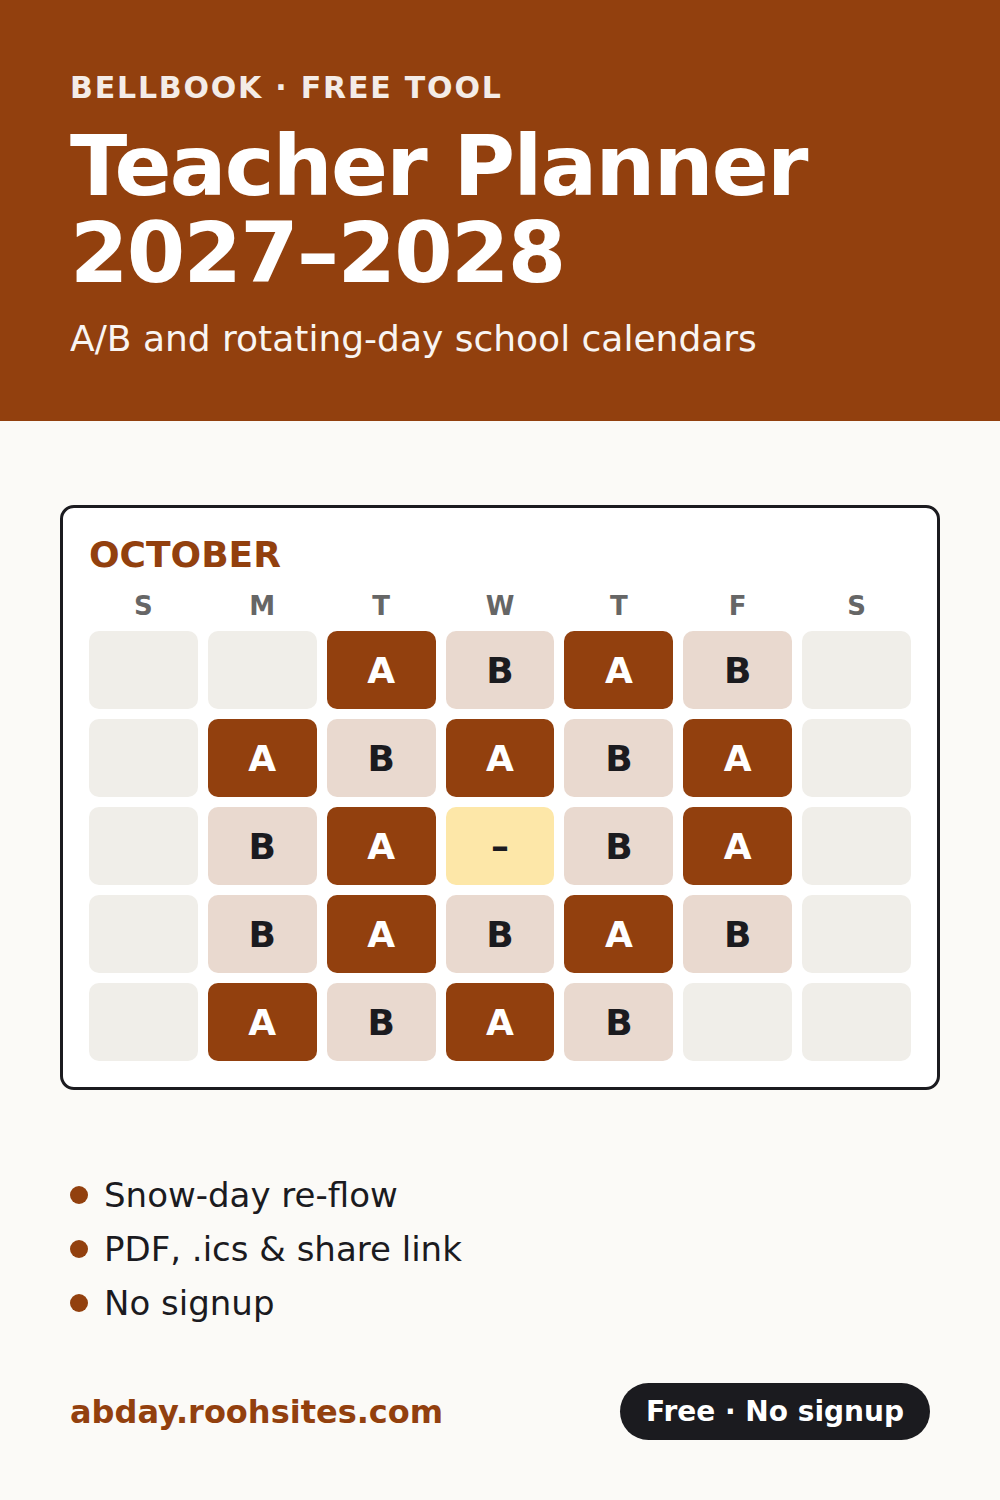 BELLBOOK · FREE TOOL
Teacher Planner
2027–2028
A/B and rotating-day school calendars
OCTOBER
S M T W T F S
A B A B
A B A B A
B A – B A
B A B A B
A B A B
Snow-day re-flow
PDF, .ics & share link
No signup
abday.roohsites.com
Free · No signup